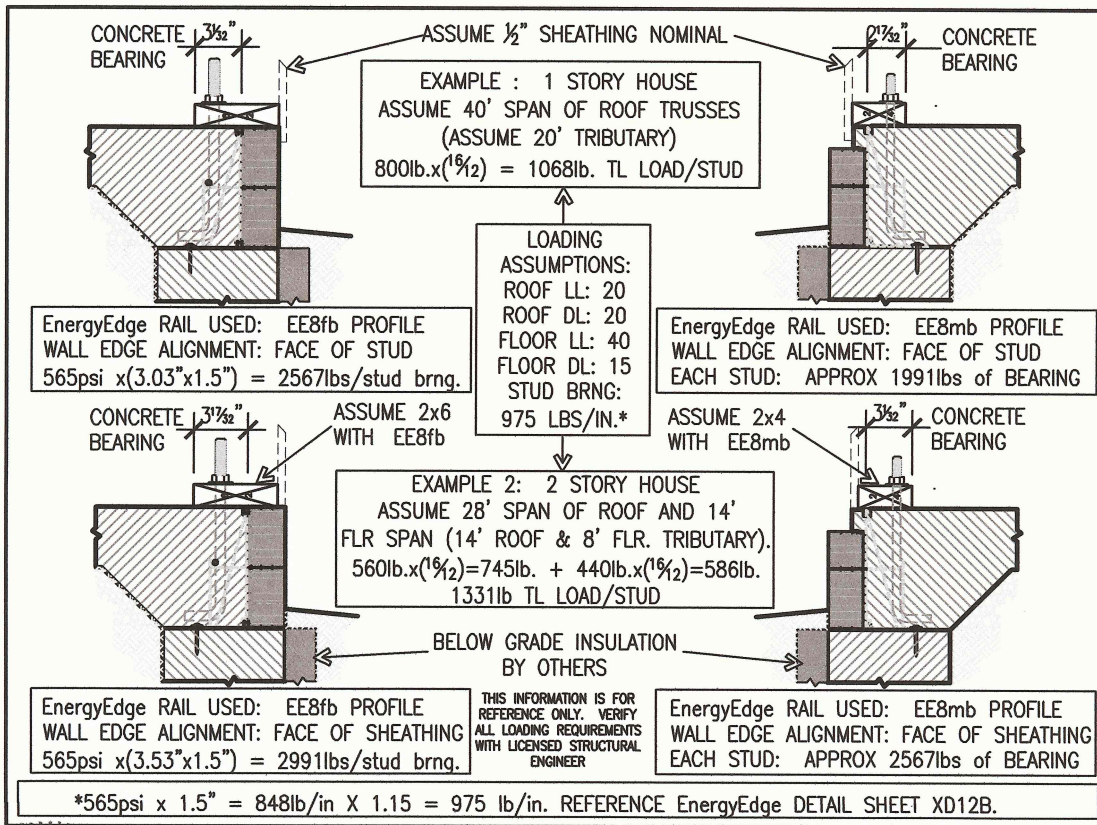 CONCRETE BEARING
3 1/32"
ASSUME ½" SHEATHING NOMINAL
2 17/32"
CONCRETE BEARING
EXAMPLE : 1 STORY HOUSE
ASSUME 40' SPAN OF ROOF TRUSSES
(ASSUME 20' TRIBUTARY)
800lb.x(16/12) = 1068lb. TL LOAD/STUD
LOADING
ASSUMPTIONS:
ROOF LL: 20
ROOF DL: 20
FLOOR LL: 40
FLOOR DL: 15
STUD BRNG:
975 LBS/IN.*
EnergyEdge RAIL USED: EE8fb PROFILE
WALL EDGE ALIGNMENT: FACE OF STUD
565psi x(3.03"x1.5") = 2567lbs/stud brng.
EnergyEdge RAIL USED: EE8mb PROFILE
WALL EDGE ALIGNMENT: FACE OF STUD
EACH STUD: APPROX 1991lbs of BEARING
CONCRETE BEARING
3 17/32"
ASSUME 2x6
WITH EE8fb
ASSUME 2x4
WITH EE8mb
3 1/32"
CONCRETE BEARING
EXAMPLE 2: 2 STORY HOUSE
ASSUME 28' SPAN OF ROOF AND 14'
FLR SPAN (14' ROOF & 8' FLR. TRIBUTARY).
560lb.x(16/12)=745lb. + 440lb.x(16/12)=586lb.
1331lb TL LOAD/STUD
BELOW GRADE INSULATION
BY OTHERS
EnergyEdge RAIL USED: EE8fb PROFILE
WALL EDGE ALIGNMENT: FACE OF SHEATHING
565psi x(3.53"x1.5") = 2991lbs/stud brng.
THIS INFORMATION IS FOR
REFERENCE ONLY. VERIFY
ALL LOADING REQUIREMENTS
WITH LICENSED STRUCTURAL
ENGINEER
EnergyEdge RAIL USED: EE8mb PROFILE
WALL EDGE ALIGNMENT: FACE OF SHEATHING
EACH STUD: APPROX 2567lbs of BEARING
*565psi x 1.5" = 848lb/in X 1.15 = 975 lb/in. REFERENCE EnergyEdge DETAIL SHEET XD12B.